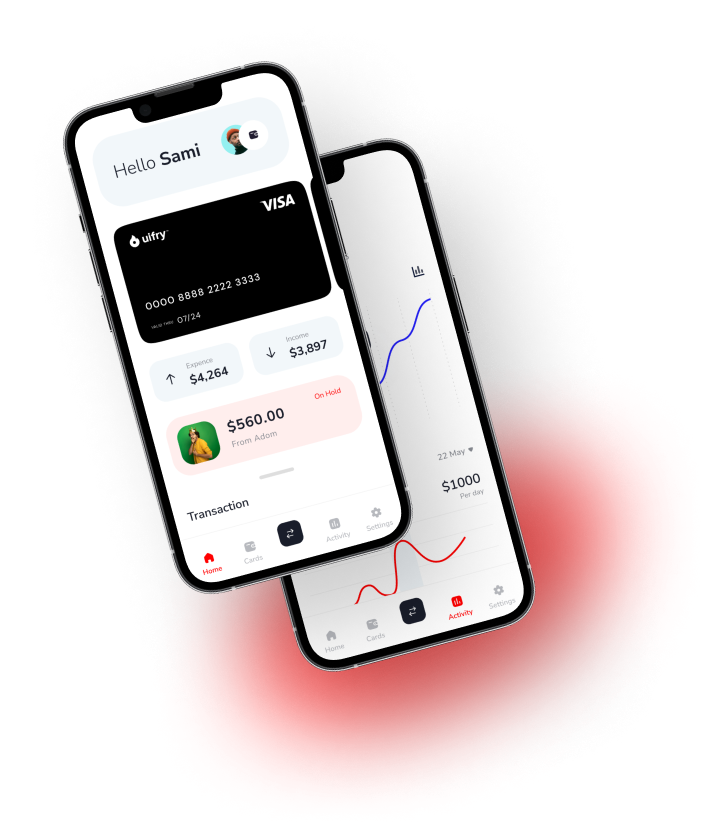 Hello Sami
VISA
uifry
0000 8888 2222 3333
VALID THRU 07/24
Expence
$4,264
Income
$3,897
On Hold
$560.00
From Adom
Transaction
Home
Cards
Activity
Settings
22 May
$1000
Per day
Home
Cards
Activity
Settings